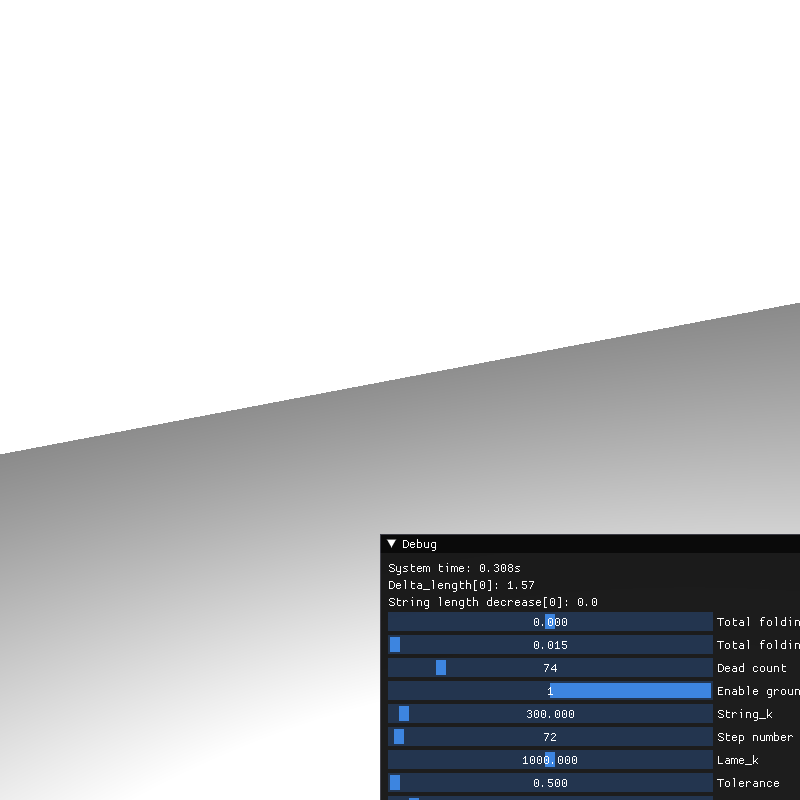 Debug
System time: 0.308s
Delta_length[0]: 1.57
String length decrease[0]: 0.0
0.000 Total foldin
0.015 Total foldin
74 Dead count
1 Enable groun
300.000 String_k
72 Step number
1000.000 Lame_k
0.500 Tolerance